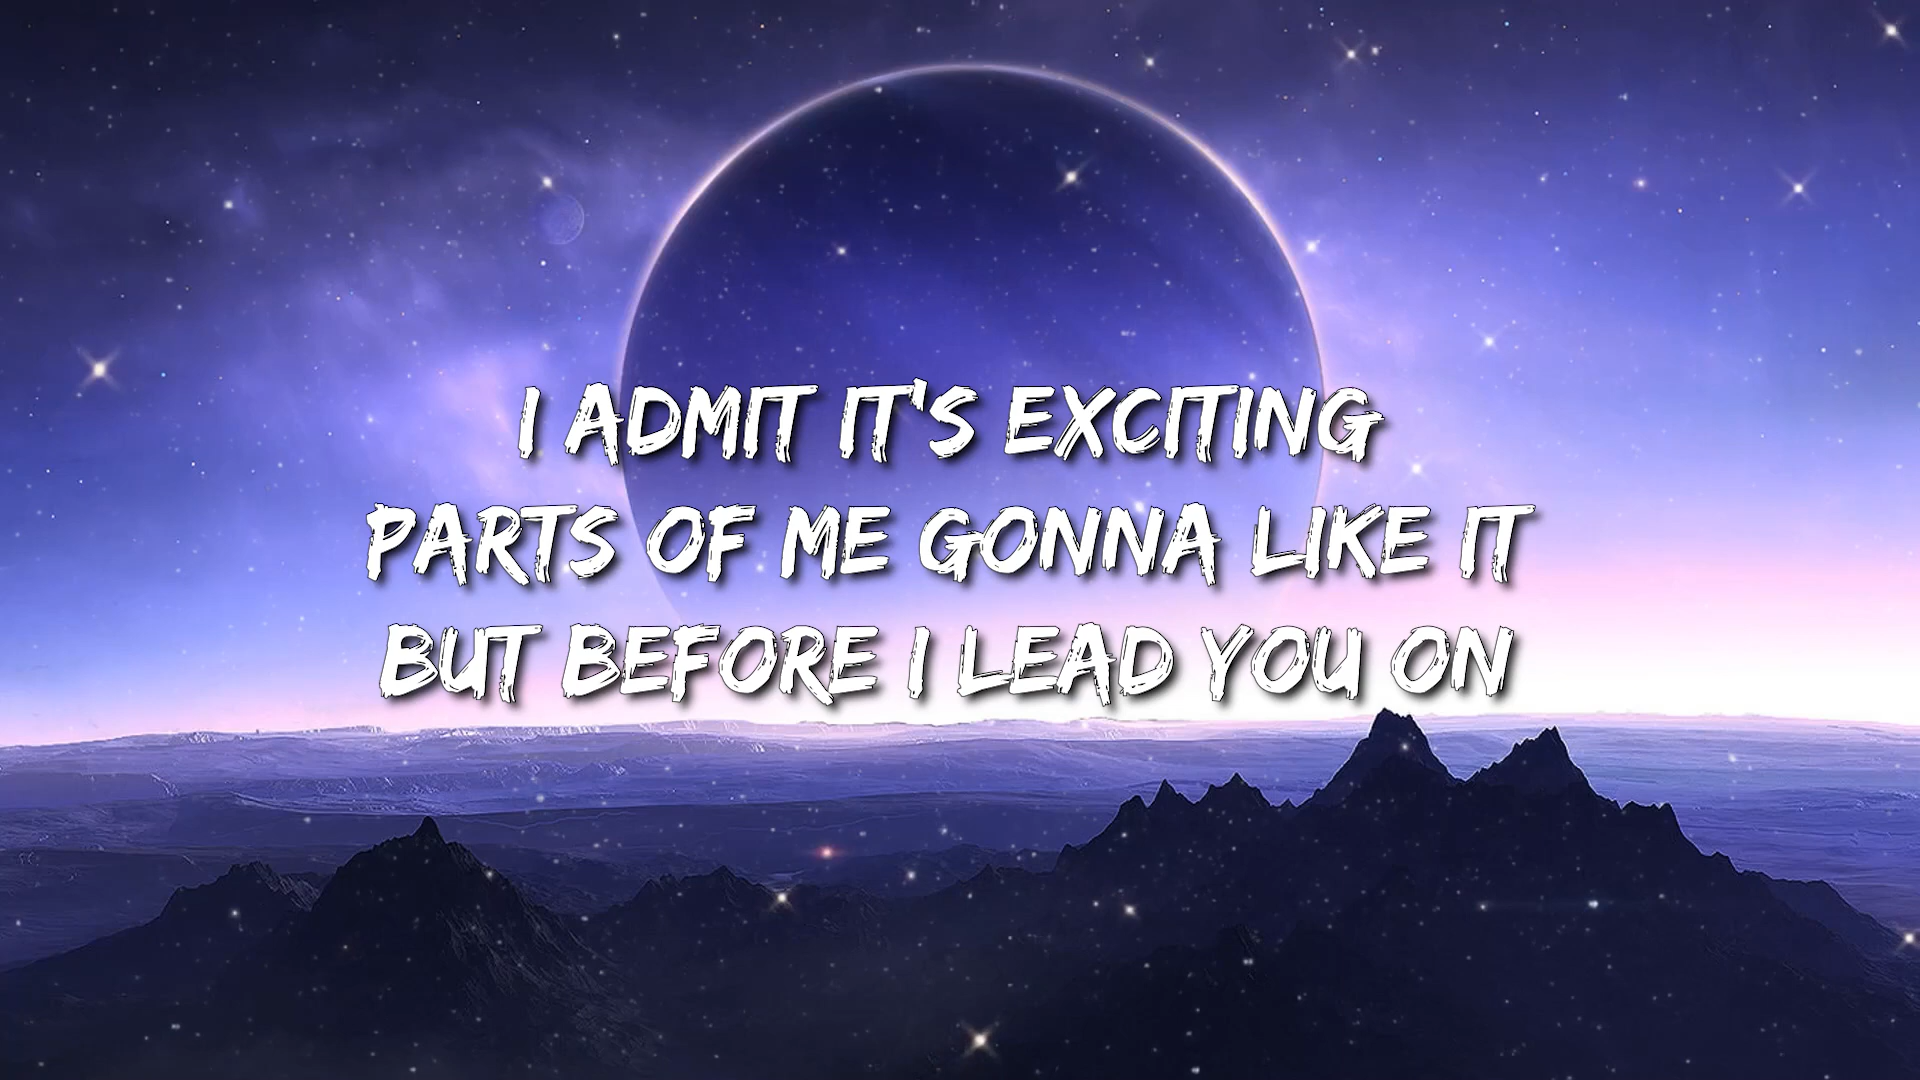 I ADMIT IT'S EXCITING
PARTS OF ME GONNA LIKE IT
BUT BEFORE I LEAD YOU ON